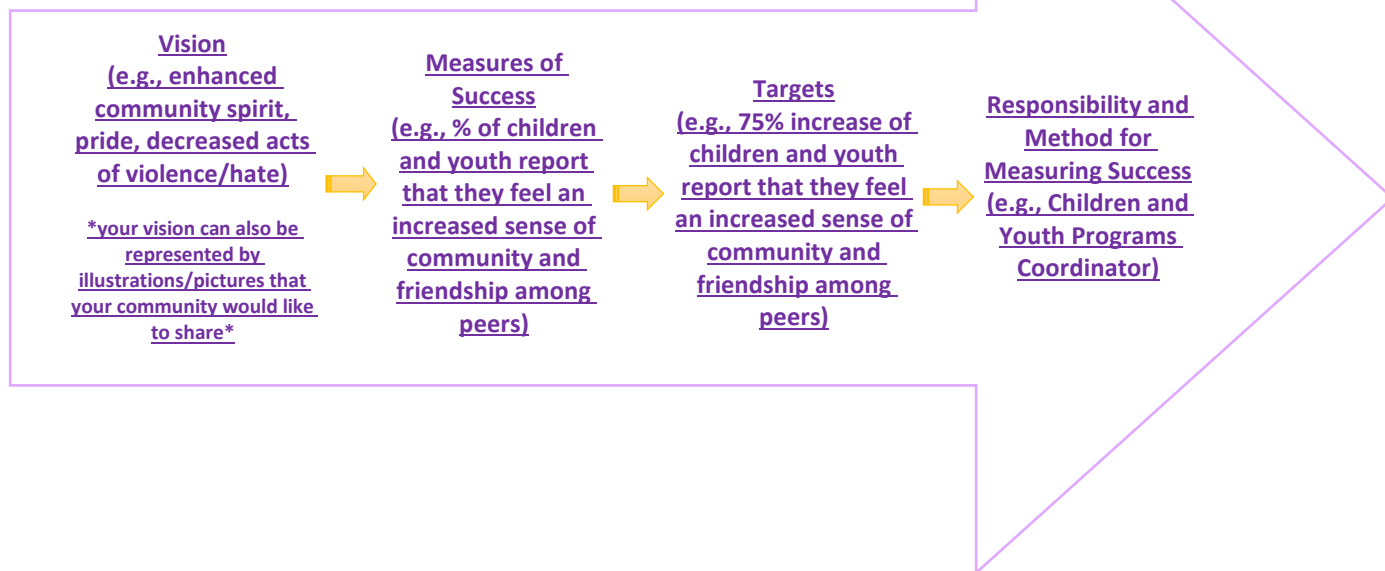 Vision
(e.g., enhanced
community spirit,
pride, decreased acts
of violence/hate)
*your vision can also be
represented by
illustrations/pictures that
your community would like
to share*
Measures of
Success
(e.g., % of children
and youth report
that they feel an
increased sense of
community and
friendship among
peers)
Targets
(e.g., 75% increase of
children and youth
report that they feel
an increased sense of
community and
friendship among
peers)
Responsibility and
Method for
Measuring Success
(e.g., Children and
Youth Programs
Coordinator)